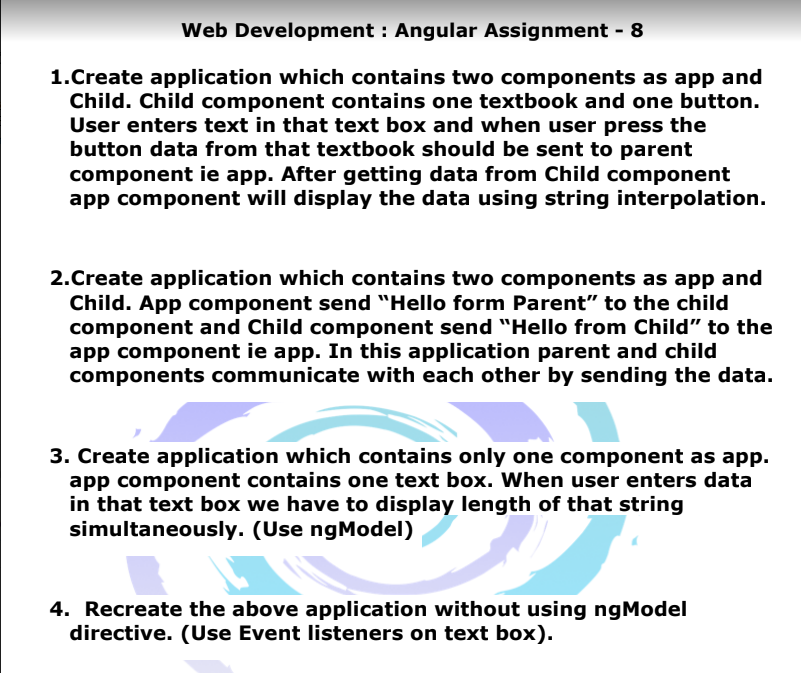 Web Development : Angular Assignment - 8
1.Create application which contains two components as app and
Child. Child component contains one textbook and one button.
User enters text in that text box and when user press the
button data from that textbook should be sent to parent
component ie app. After getting data from Child component
app component will display the data using string interpolation.
2.Create application which contains two components as app and
Child. App component send “Hello form Parent” to the child
component and Child component send “Hello from Child” to the
app component ie app. In this application parent and child
components communicate with each other by sending the data.
3. Create application which contains only one component as app.
app component contains one text box. When user enters data
in that text box we have to display length of that string
simultaneously. (Use ngModel)
4. Recreate the above application without using ngModel
directive. (Use Event listeners on text box).